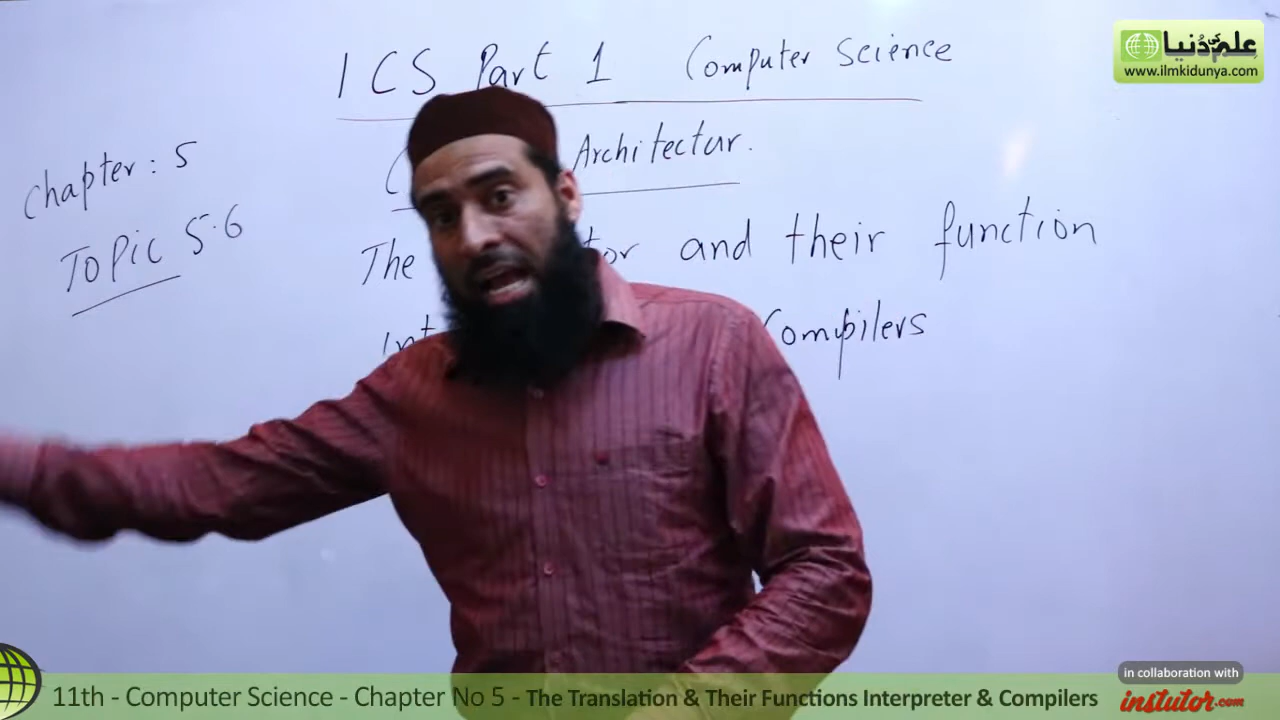 ICS Part 1 Computer Science
Architectur.
Chapter : 5
Topic 5.6
The and their function
Compilers
علم کی دُنیا
www.ilmkidunya.com
in collaboration with
instutor.com
11th - Computer Science - Chapter No 5 - The Translation & Their Functions Interpreter & Compilers